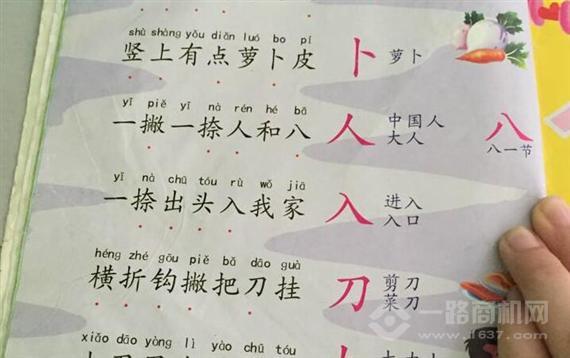 shù shàng yǒu diǎn luó bo pí
竖上有点萝卜皮 卜 萝卜
yī piě yī nà rén hé bā
一撇一捺人和八 人 中国人 八
大人 八一节
yī nà chū tóu rù wǒ jiā
一捺出头入我家 入 进入
入口
héng zhé gōu piě bǎ dāo guà
横折钩撇把刀挂 刀 剪刀
菜刀
xiǎo dāo yòng lì yào chū tóu
一路商机网